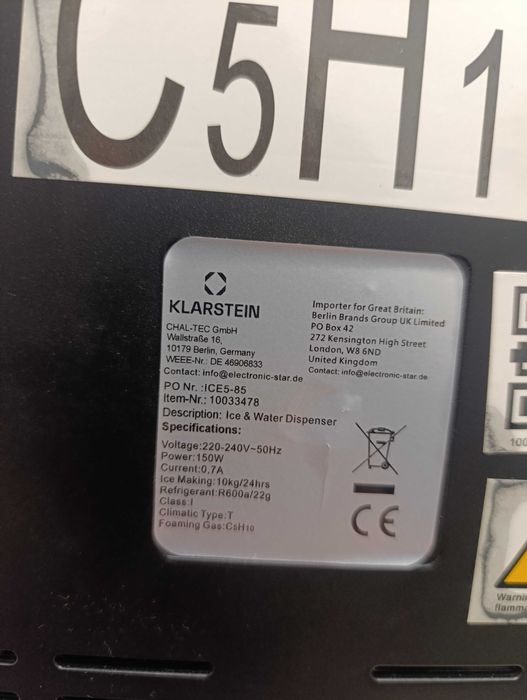 C5H1
KLARSTEIN
CHAL-TEC GmbH
Wallstraße 16,
10179 Berlin, Germany
WEEE-Nr.: DE 46906833
Contact: info@electronic-star.de
Importer for Great Britain:
Berlin Brands Group UK Limited
PO Box 42
272 Kensington High Street
London, W8 6ND
United Kingdom
Contact: info@electronic-star.de
PO Nr. :ICE5-85
Item-Nr.: 10033478
Description: Ice & Water Dispenser
Specifications:
Voltage:220-240V~50Hz
Power:150W
Current:0,7A
Ice Making:10kg/24hrs
Refrigerant:R600a/22g
Class:I
Climatic Type:T
Foaming Gas:C5H10
CE
100
Warni
flamma